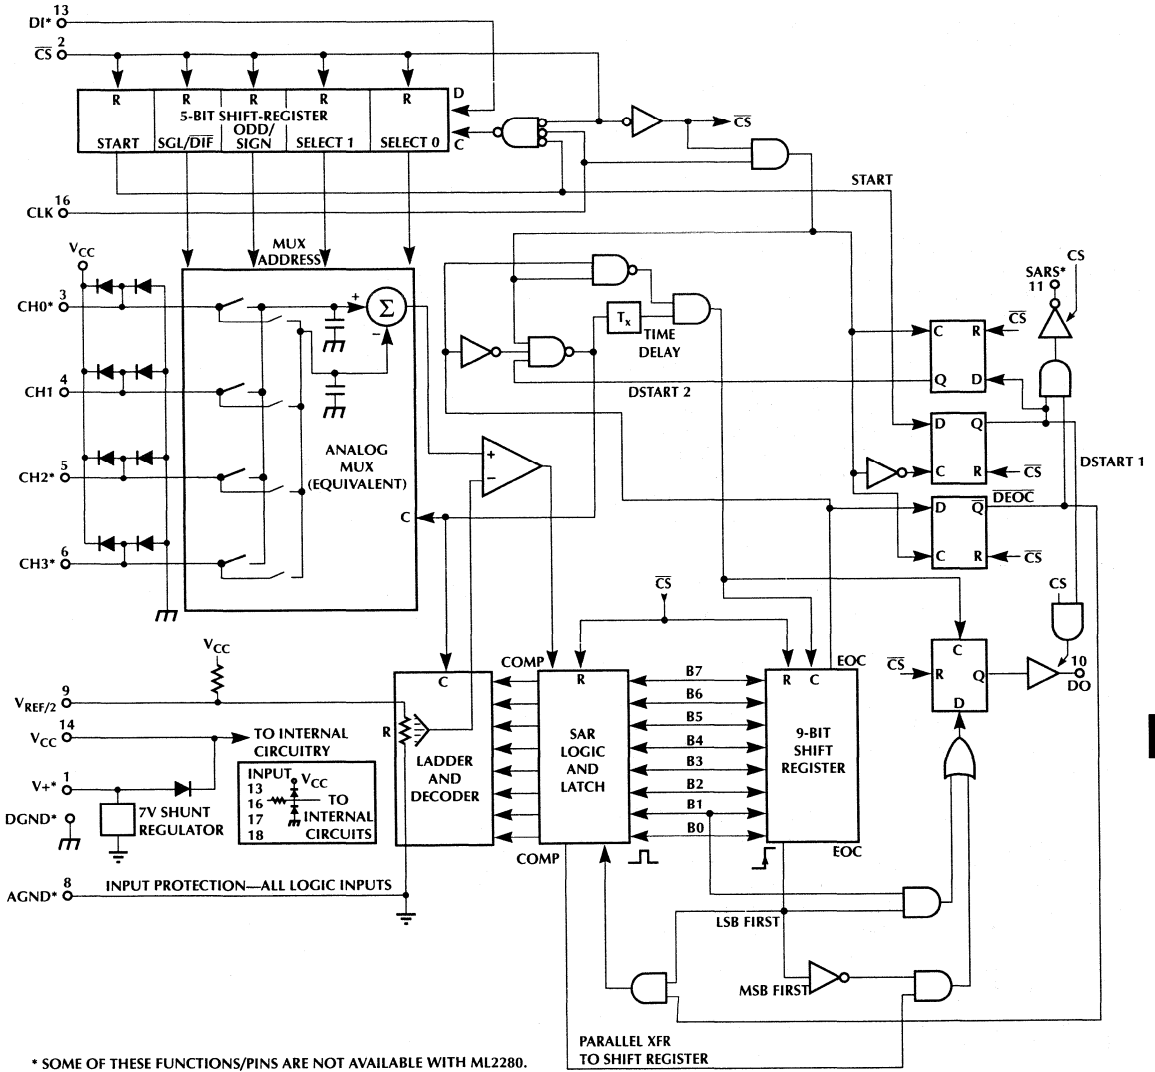 DI* 13
CS 2
R R R R R
5-BIT SHIFT-REGISTER
START SGL/DIF ODD/ SIGN SELECT 1 SELECT 0
D
C
CS
START
CLK 16
MUX
ADDRESS
VCC
CH0* 3
CH1 4
CH2* 5
CH3* 6
+
Σ
−
ANALOG
MUX
(EQUIVALENT)
C
TX
TIME
DELAY
DSTART 2
+
−
CS
SARS*
11
C R CS
Q D
D Q
C R CS
DSTART 1
D Q DEOC
C R CS
CS
CS
VCC
VREF/2 9
VCC 14
TO INTERNAL
CIRCUITRY
V+* 1
7V SHUNT
REGULATOR
DGND*
INPUT
13
16
17
18
VCC
TO
INTERNAL
CIRCUITS
AGND* 8
INPUT PROTECTION—ALL LOGIC INPUTS
C
R
LADDER
AND
DECODER
COMP
R
SAR
LOGIC
AND
LATCH
COMP
B7
B6
B5
B4
B3
B2
B1
B0
R C
EOC
9-BIT
SHIFT
REGISTER
EOC
CS
C
R Q
D
10
DO
LSB FIRST
MSB FIRST
PARALLEL XFR
TO SHIFT REGISTER
* SOME OF THESE FUNCTIONS/PINS ARE NOT AVAILABLE WITH ML2280.